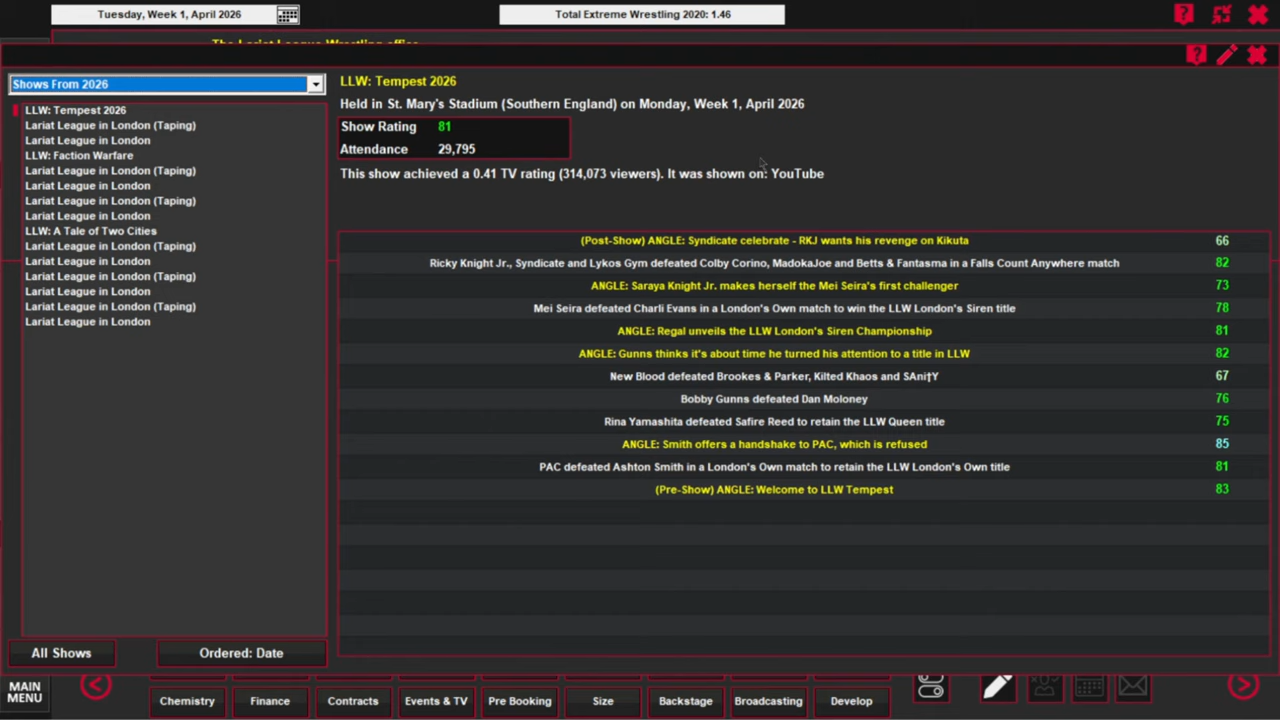 Tuesday, Week 1, April 2026
Total Extreme Wrestling 2020: 1.46
The Lariat League Wrestling office
Shows From 2026
LLW: Tempest 2026
Lariat League in London (Taping)
Lariat League in London
LLW: Faction Warfare
Lariat League in London (Taping)
Lariat League in London
Lariat League in London (Taping)
Lariat League in London
LLW: A Tale of Two Cities
Lariat League in London (Taping)
Lariat League in London
Lariat League in London (Taping)
Lariat League in London
Lariat League in London (Taping)
Lariat League in London
All Shows
Ordered: Date
LLW: Tempest 2026
Held in St. Mary's Stadium (Southern England) on Monday, Week 1, April 2026
Show Rating 81
Attendance 29,795
This show achieved a 0.41 TV rating (314,073 viewers). It was shown on: YouTube
(Post-Show) ANGLE: Syndicate celebrate - RKJ wants his revenge on Kikuta 66
Ricky Knight Jr., Syndicate and Lykos Gym defeated Colby Corino, MadokaJoe and Betts & Fantasma in a Falls Count Anywhere match 82
ANGLE: Saraya Knight Jr. makes herself the Mei Seira's first challenger 73
Mei Seira defeated Charli Evans in a London's Own match to win the LLW London's Siren title 78
ANGLE: Regal unveils the LLW London's Siren Championship 81
ANGLE: Gunns thinks it's about time he turned his attention to a title in LLW 82
New Blood defeated Brookes & Parker, Kilted Khaos and SAni†Y 67
Bobby Gunns defeated Dan Moloney 76
Rina Yamashita defeated Safire Reed to retain the LLW Queen title 75
ANGLE: Smith offers a handshake to PAC, which is refused 85
PAC defeated Ashton Smith in a London's Own match to retain the LLW London's Own title 81
(Pre-Show) ANGLE: Welcome to LLW Tempest 83
MAIN
MENU
Chemistry
Finance
Contracts
Events & TV
Pre Booking
Size
Backstage
Broadcasting
Develop